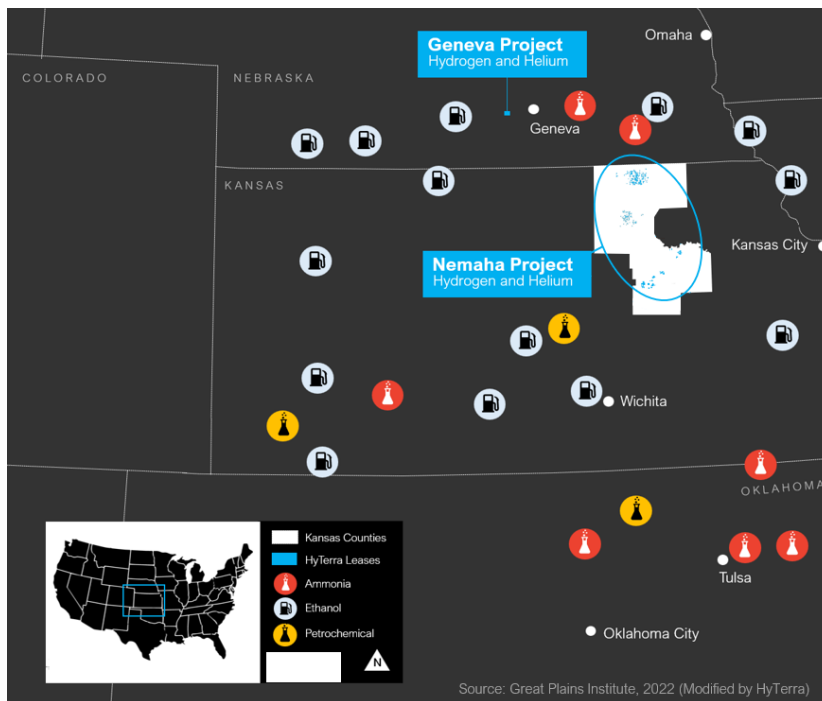 Omaha
Geneva Project
Hydrogen and Helium
COLORADO
NEBRASKA
Geneva
KANSAS
Kansas City
Nemaha Project
Hydrogen and Helium
Wichita
OKLAHOMA
Kansas Counties
HyTerra Leases
Ammonia
Ethanol
Petrochemical
N
Tulsa
Oklahoma City
Source: Great Plains Institute, 2022 (Modified by HyTerra)